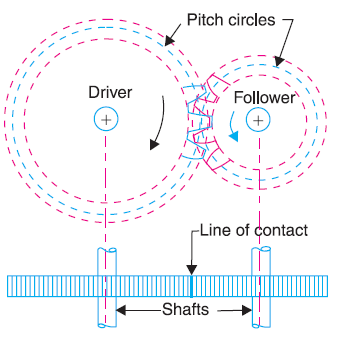 Pitch circles
Driver
Follower
Line of contact
Shafts